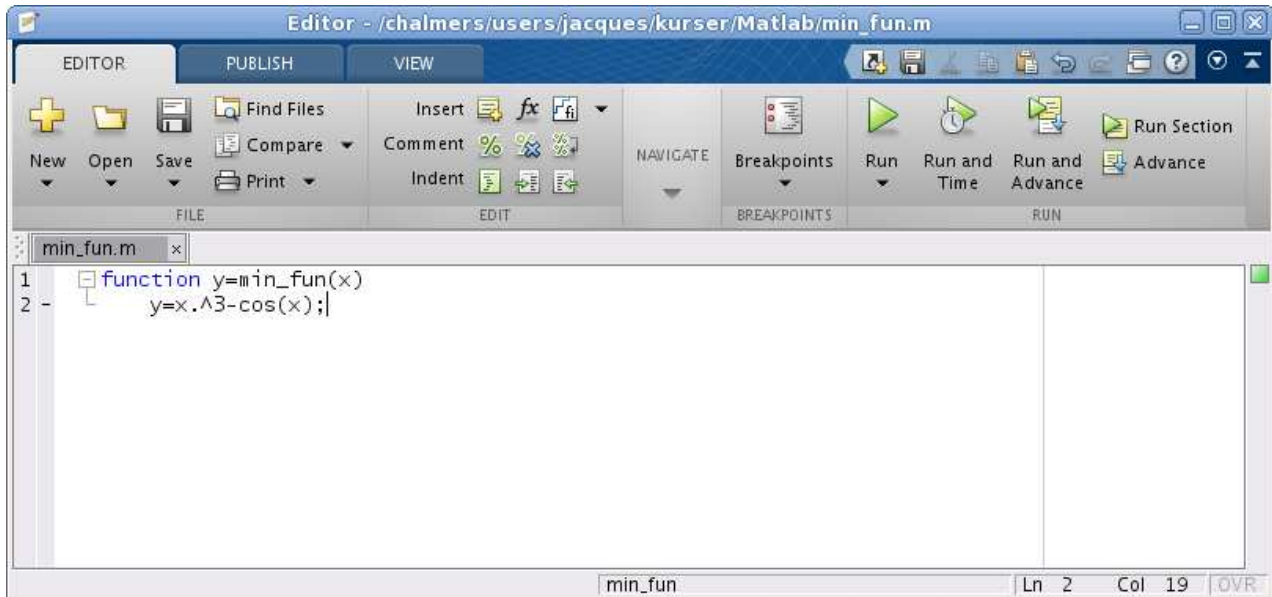 Editor - /chalmers/users/jacques/kurser/Matlab/min_fun.m
EDITOR PUBLISH VIEW
New Open Save
Find Files
Compare
Print
FILE
Insert fx
Comment
Indent
EDIT
NAVIGATE
Breakpoints
BREAKPOINTS
Run
Run and Time
Run and Advance
Run Section
Advance
RUN
min_fun.m
1 function y=min_fun(x)
2 - y=x.^3-cos(x);
min_fun Ln 2 Col 19 OVR